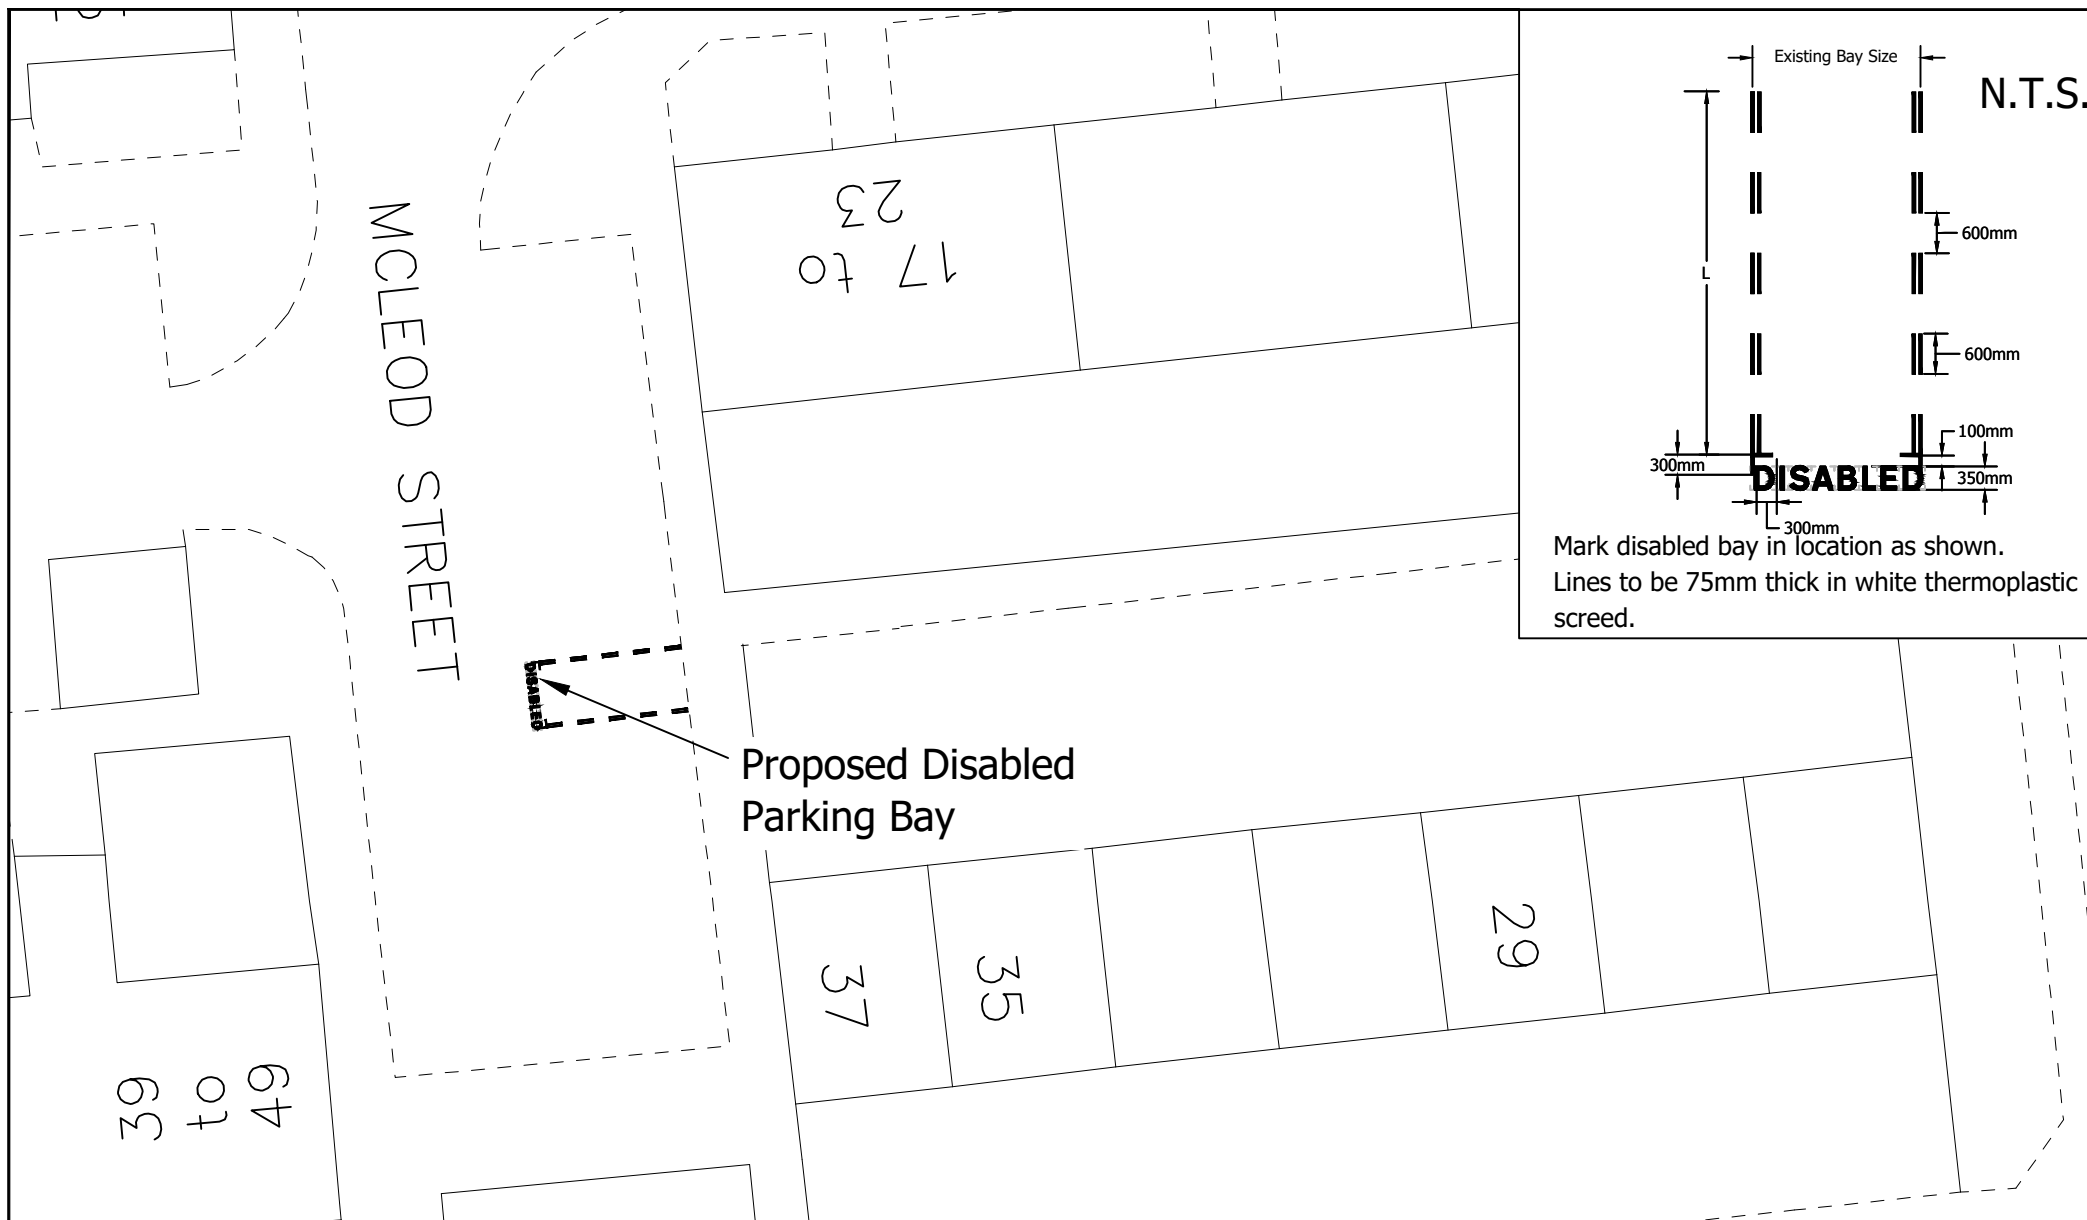 MCLEOD STREET
17 to
23
DISABLED
Proposed Disabled
Parking Bay
37
35
29
39
to
49
Existing Bay Size
N.T.S.
L
600mm
600mm
100mm
300mm
350mm
DISABLED
300mm
Mark disabled bay in location as shown.
Lines to be 75mm thick in white thermoplastic
screed.